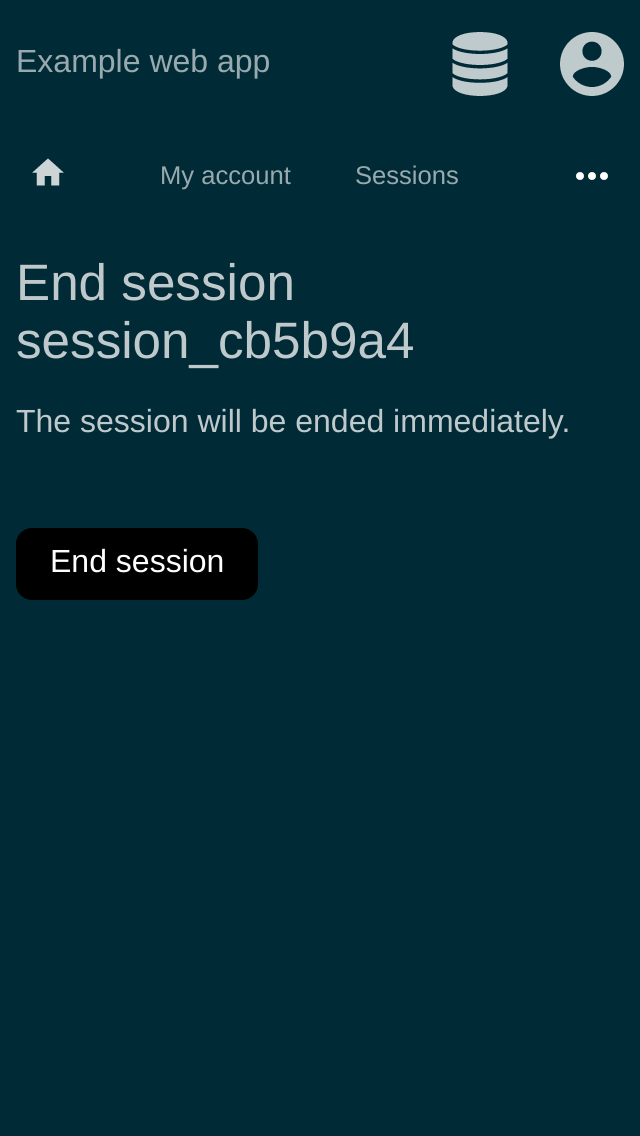 Example web app
My account Sessions
End session
session_cb5b9a4
The session will be ended immediately.
End session